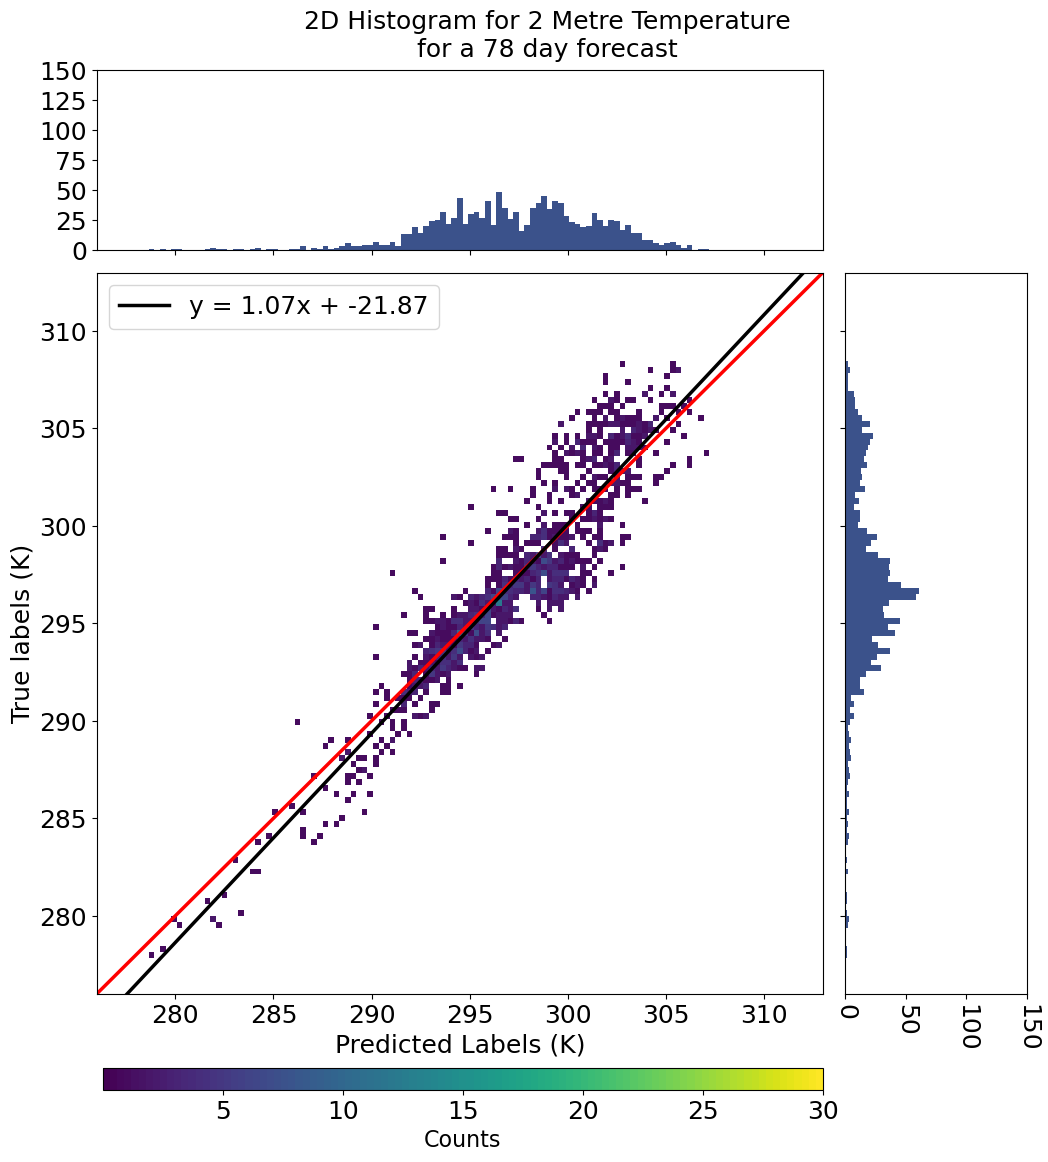 2D Histogram for 2 Metre Temperature
for a 78 day forecast
150
125
100
75
50
25
0
y = 1.07x + -21.87
310
305
300
295
290
285
280
True labels (K)
280 285 290 295 300 305 310
Predicted Labels (K)
0 50 100 150
5 10 15 20 25 30
Counts